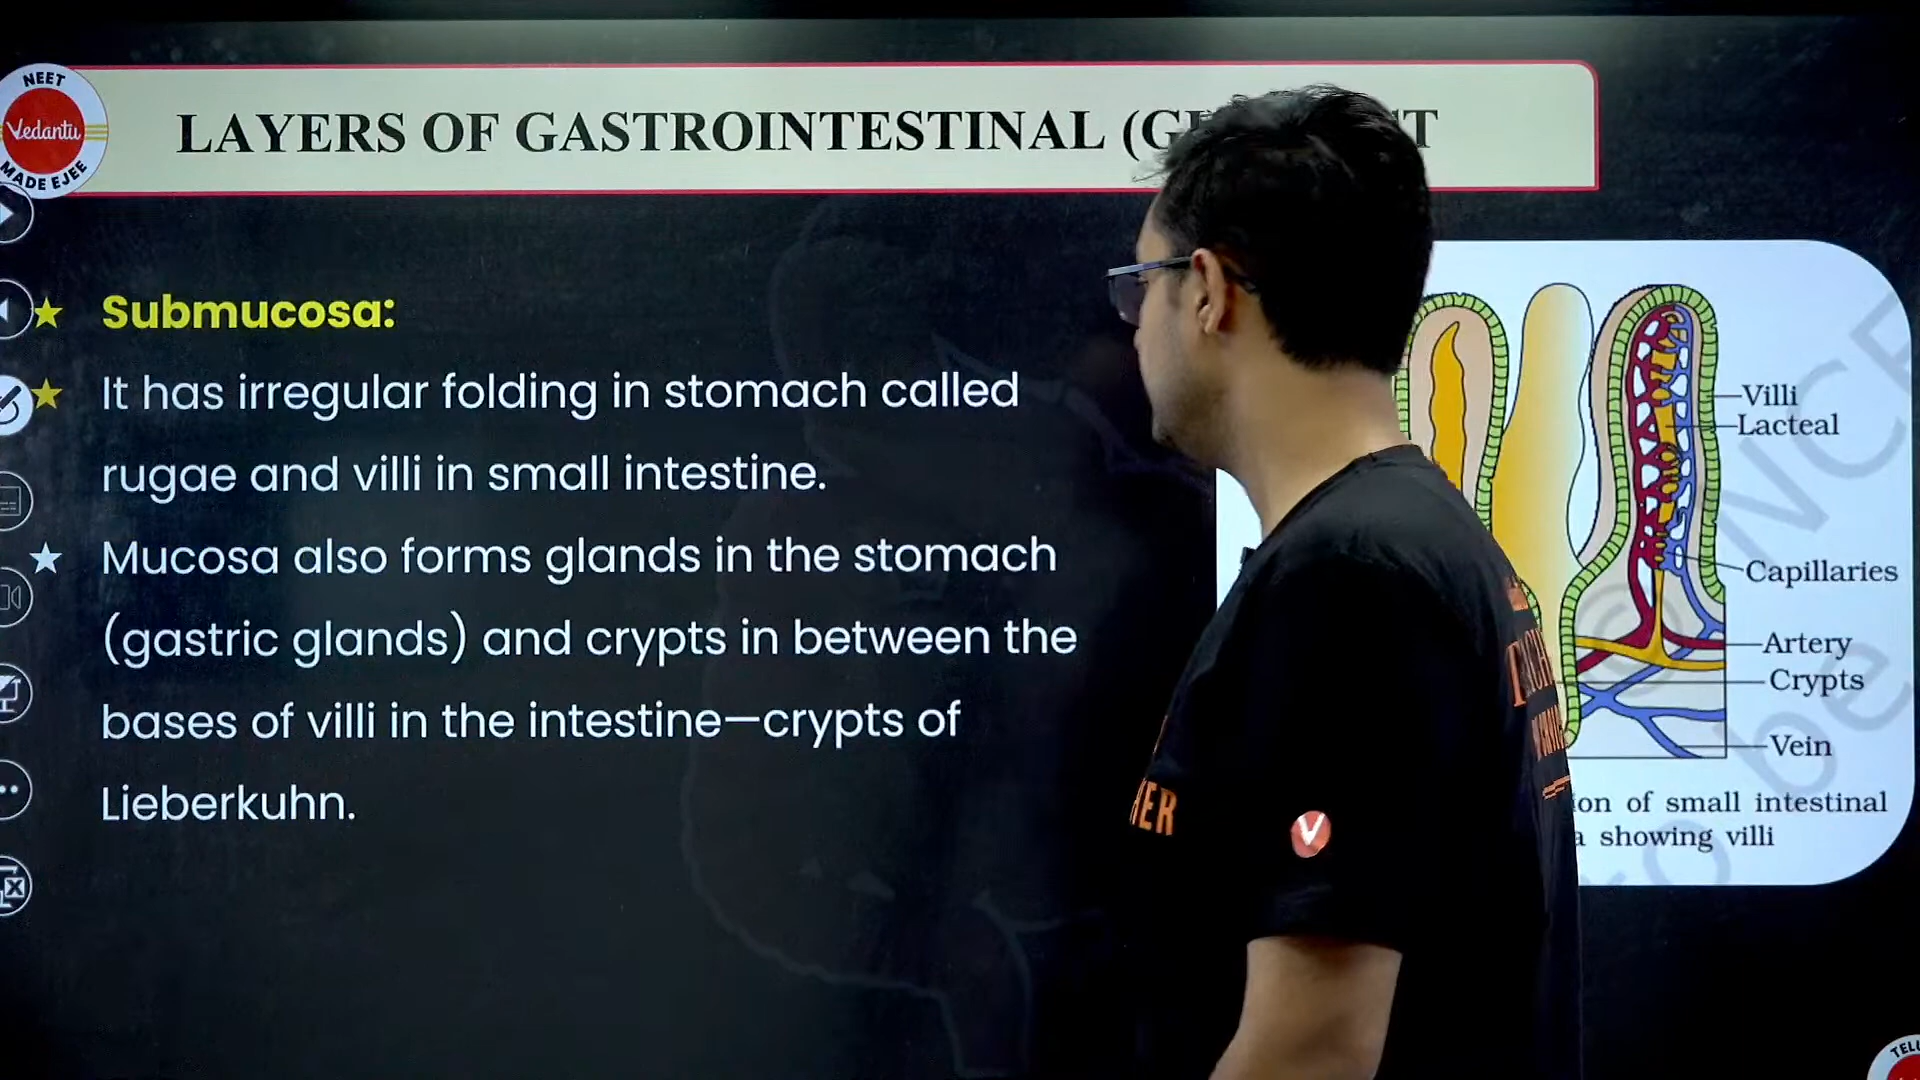 NEET
Vedantu
MADE EJEE
LAYERS OF GASTROINTESTINAL
Submucosa:
It has irregular folding in stomach called
rugae and villi in small intestine.
Mucosa also forms glands in the stomach
(gastric glands) and crypts in between the
bases of villi in the intestine—crypts of
Lieberkuhn.
Villi
Lacteal
Capillaries
Artery
Crypts
Vein
of small intestinal
showing villi
V